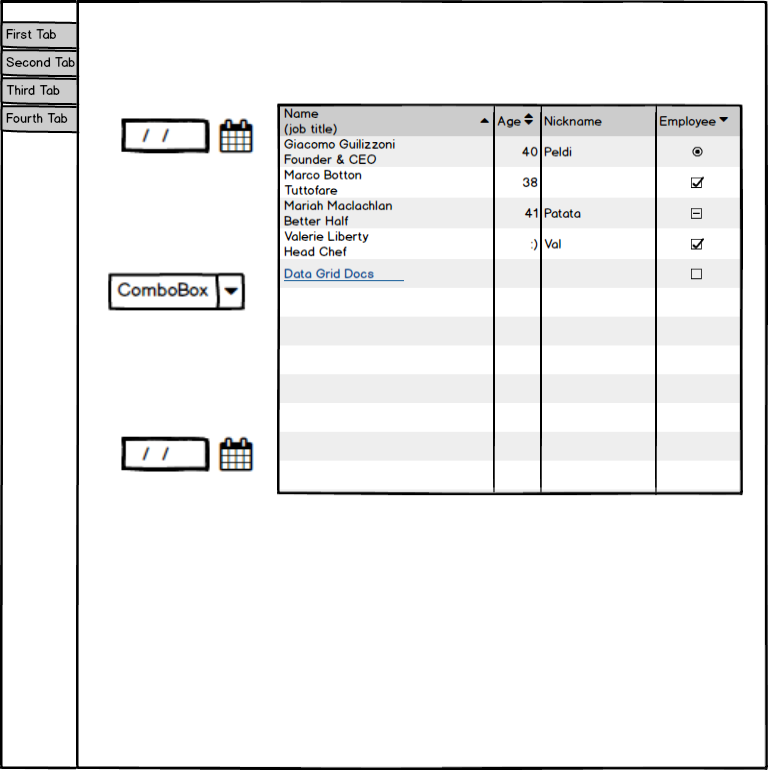 First Tab
Second Tab
Third Tab
Fourth Tab
/ /
ComboBox
/ /
Name
(job title)
Age
Nickname
Employee
Giacomo Guilizzoni
Founder & CEO
40
Peldi
Marco Botton
Tuttofare
38
Mariah Maclachlan
Better Half
41
Patata
Valerie Liberty
Head Chef
:)
Val
Data Grid Docs